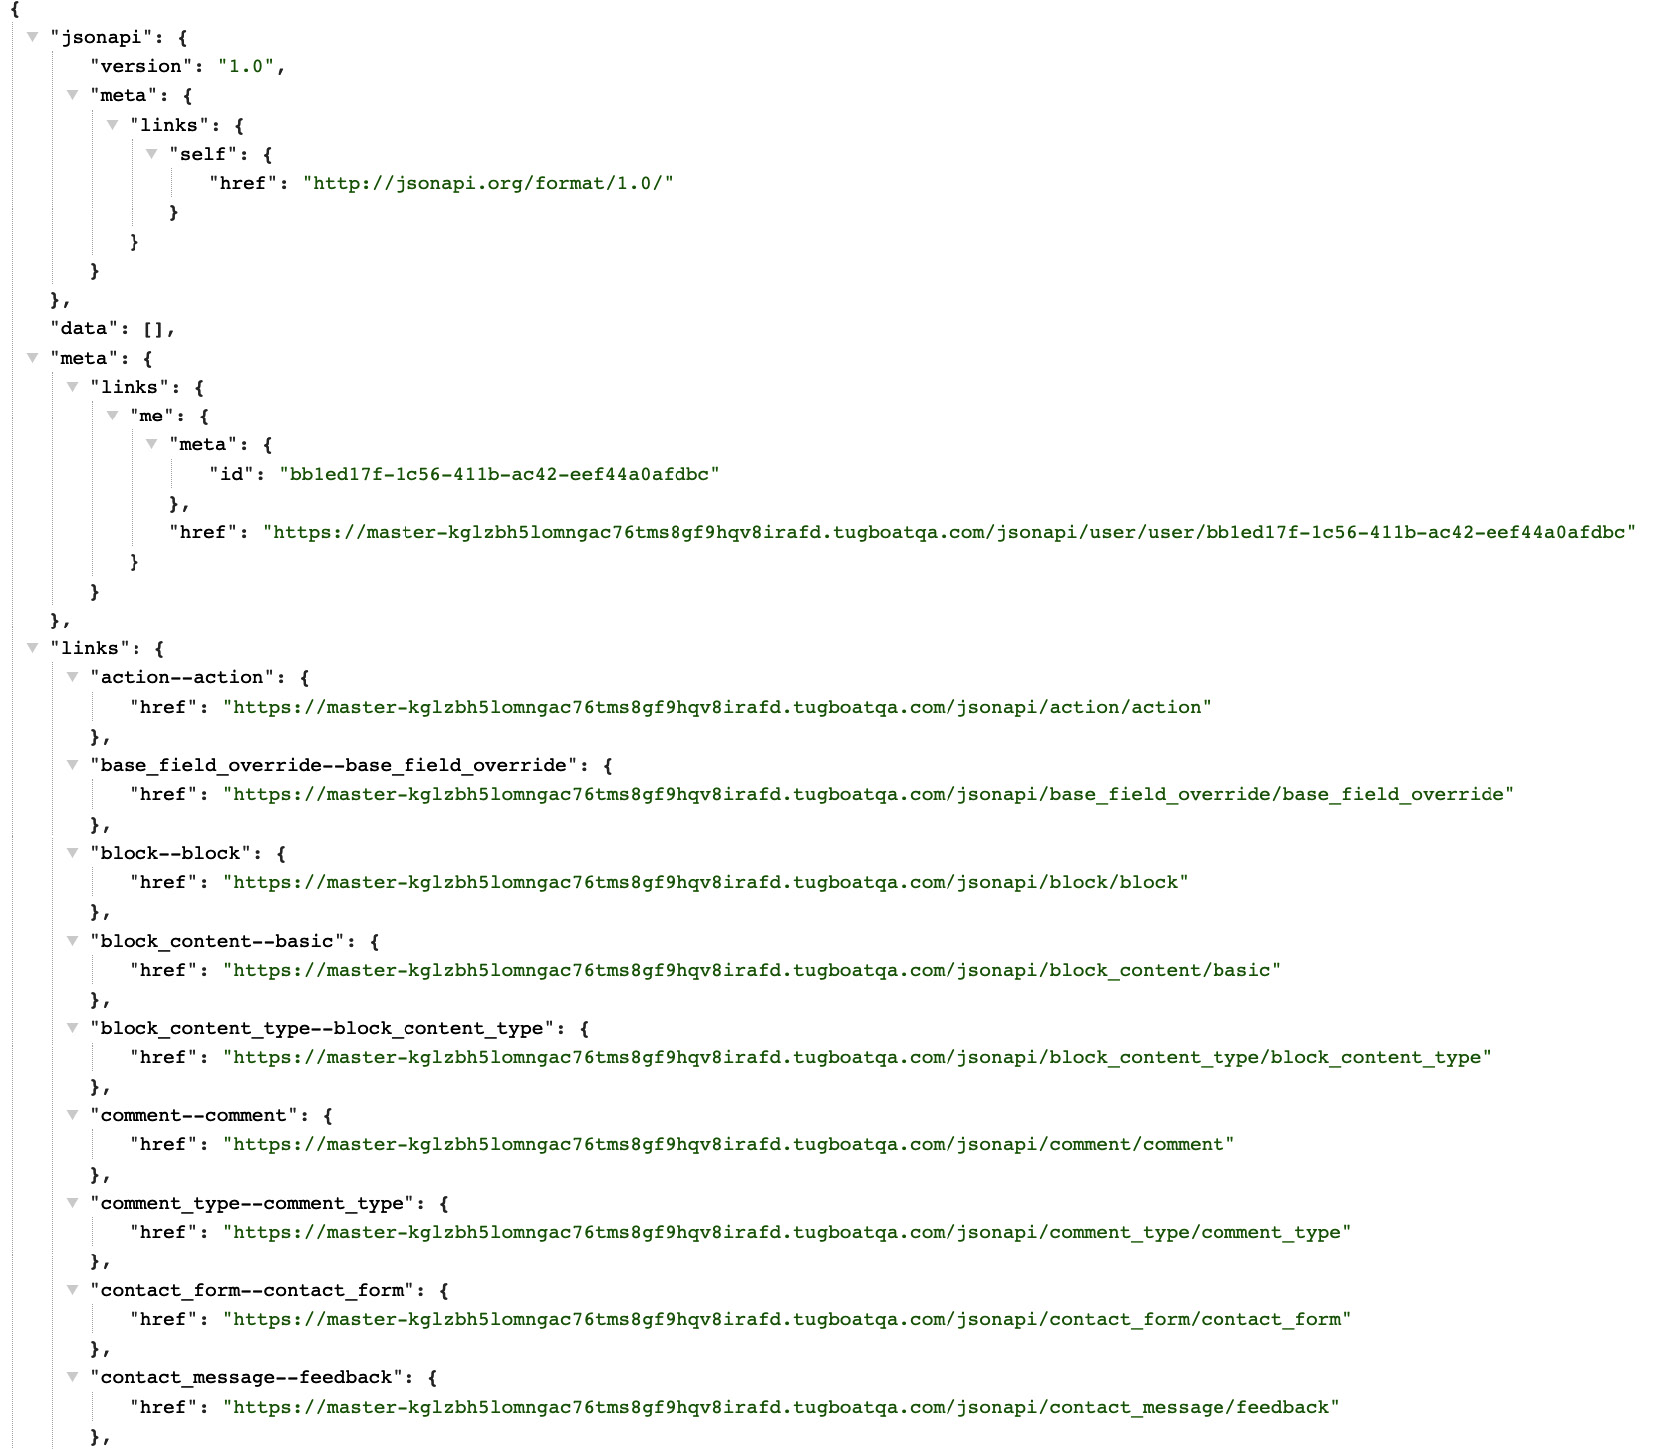 {
"jsonapi": {
"version": "1.0",
"meta": {
"links": {
"self": {
"href": "http://jsonapi.org/format/1.0/"
}
}
}
},
"data": [],
"meta": {
"links": {
"me": {
"meta": {
"id": "bb1ed17f-1c56-411b-ac42-eef44a0afdbc"
},
"href": "https://master-kglzbh5lomngac76tms8gf9hqv8irafd.tugboatqa.com/jsonapi/user/user/bb1ed17f-1c56-411b-ac42-eef44a0afdbc"
}
}
},
"links": {
"action--action": {
"href": "https://master-kglzbh5lomngac76tms8gf9hqv8irafd.tugboatqa.com/jsonapi/action/action"
},
"base_field_override--base_field_override": {
"href": "https://master-kglzbh5lomngac76tms8gf9hqv8irafd.tugboatqa.com/jsonapi/base_field_override/base_field_override"
},
"block--block": {
"href": "https://master-kglzbh5lomngac76tms8gf9hqv8irafd.tugboatqa.com/jsonapi/block/block"
},
"block_content--basic": {
"href": "https://master-kglzbh5lomngac76tms8gf9hqv8irafd.tugboatqa.com/jsonapi/block_content/basic"
},
"block_content_type--block_content_type": {
"href": "https://master-kglzbh5lomngac76tms8gf9hqv8irafd.tugboatqa.com/jsonapi/block_content_type/block_content_type"
},
"comment--comment": {
"href": "https://master-kglzbh5lomngac76tms8gf9hqv8irafd.tugboatqa.com/jsonapi/comment/comment"
},
"comment_type--comment_type": {
"href": "https://master-kglzbh5lomngac76tms8gf9hqv8irafd.tugboatqa.com/jsonapi/comment_type/comment_type"
},
"contact_form--contact_form": {
"href": "https://master-kglzbh5lomngac76tms8gf9hqv8irafd.tugboatqa.com/jsonapi/contact_form/contact_form"
},
"contact_message--feedback": {
"href": "https://master-kglzbh5lomngac76tms8gf9hqv8irafd.tugboatqa.com/jsonapi/contact_message/feedback"
},